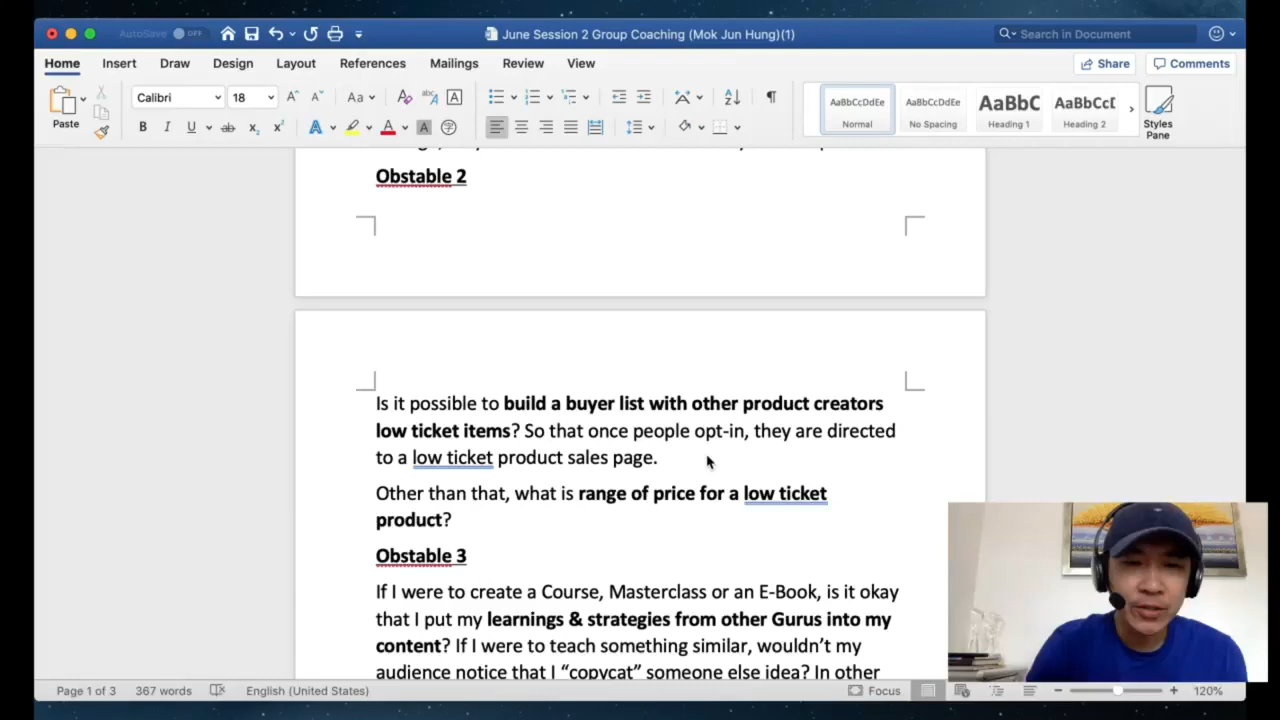 AutoSave OFF
June Session 2 Group Coaching (Mok Jun Hung)(1)
Search in Document
Home Insert Draw Design Layout References Mailings Review View
Share
Comments
Paste
Calibri
18
AaBbCcDdEe
Normal
AaBbCcDdEe
No Spacing
AaBbC
Heading 1
AaBbCcD
Heading 2
Styles
Pane
Obstable 2
Is it possible to build a buyer list with other product creators
low ticket items? So that once people opt-in, they are directed
to a low ticket product sales page.
Other than that, what is range of price for a low ticket
product?
Obstable 3
If I were to create a Course, Masterclass or an E-Book, is it okay
that I put my learnings & strategies from other Gurus into my
content? If I were to teach something similar, wouldn’t my
audience notice that I “copycat” someone else idea? In other
Page 1 of 3
367 words
English (United States)
Focus
120%